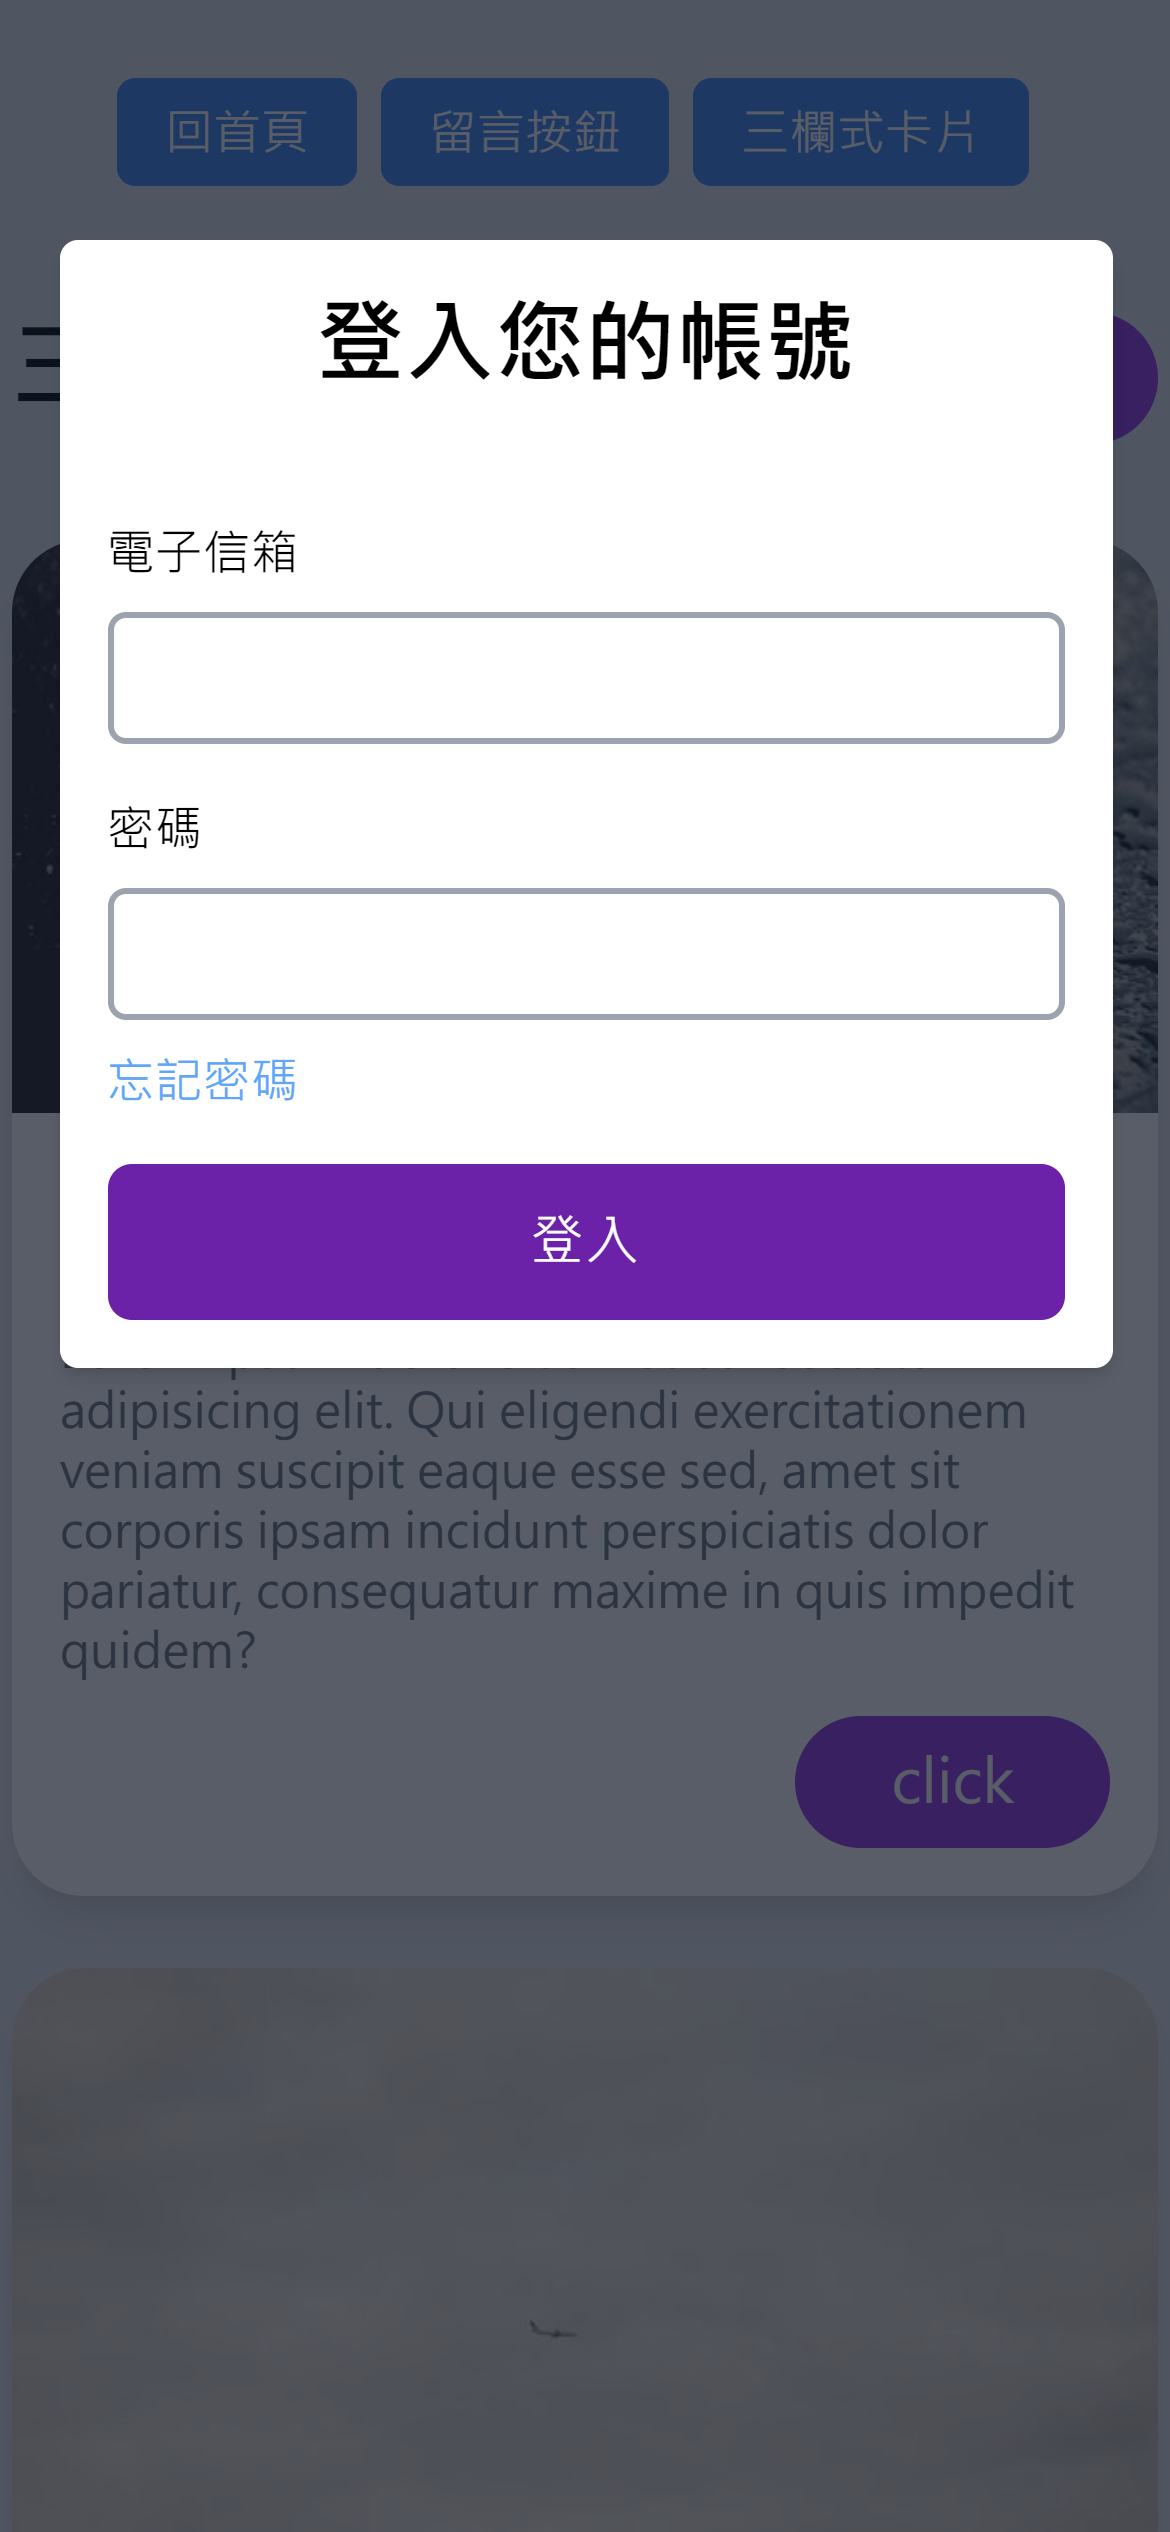 回首頁 留言按鈕 三欄式卡片
登入您的帳號
電子信箱
密碼
忘記密碼
登入
adipisicing elit. Qui eligendi exercitationem
veniam suscipit eaque esse sed, amet sit
corporis ipsam incidunt perspiciatis dolor
pariatur, consequatur maxime in quis impedit
quidem?
click